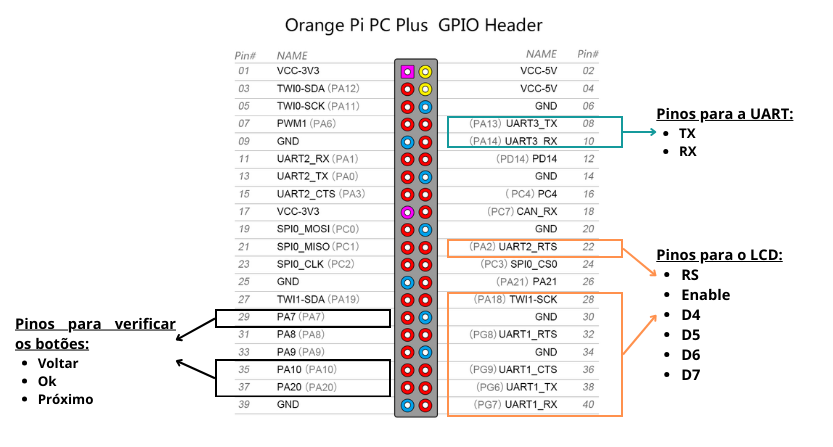 Orange Pi PC Plus GPIO Header
Pin# NAME NAME Pin#
01 VCC-3V3 VCC-5V 02
03 TWI0-SDA (PA12) VCC-5V 04
05 TWI0-SCK (PA11) GND 06
07 PWM1 (PA6) (PA13) UART3_TX 08
09 GND (PA14) UART3_RX 10
11 UART2_RX (PA1) (PD14) PD14 12
13 UART2_TX (PA0) GND 14
15 UART2_CTS (PA3) (PC4) PC4 16
17 VCC-3V3 (PC7) CAN_RX 18
19 SPI0_MOSI (PC0) GND 20
21 SPI0_MISO (PC1) (PA2) UART2_RTS 22
23 SPI0_CLK (PC2) (PC3) SPI0_CS0 24
25 GND (PA21) PA21 26
27 TWI1-SDA (PA19) (PA18) TWI1-SCK 28
29 PA7 (PA7) GND 30
31 PA8 (PA8) (PG8) UART1_RTS 32
33 PA9 (PA9) GND 34
35 PA10 (PA10) (PG9) UART1_CTS 36
37 PA20 (PA20) (PG6) UART1_TX 38
39 GND (PG7) UART1_RX 40
Pinos para a UART:
• TX
• RX
Pinos para o LCD:
• RS
• Enable
• D4
• D5
• D6
• D7
Pinos para verificar
os botões:
• Voltar
• Ok
• Próximo